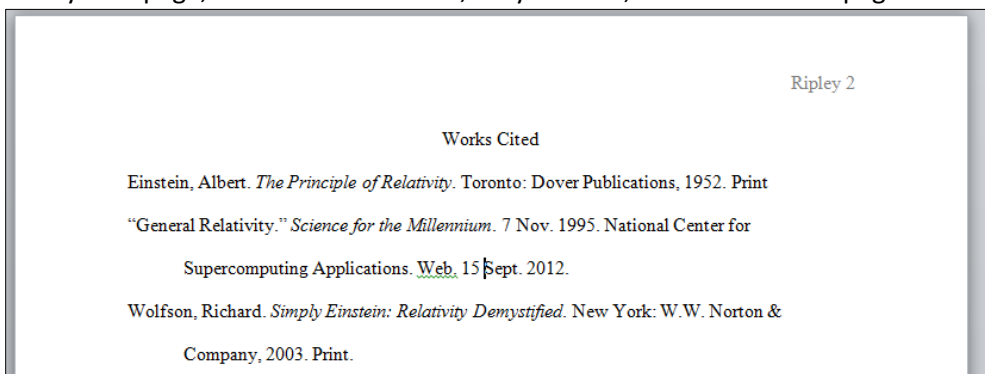 Ripley 2
Works Cited
Einstein, Albert. The Principle of Relativity. Toronto: Dover Publications, 1952. Print
“General Relativity.” Science for the Millennium. 7 Nov. 1995. National Center for
Supercomputing Applications. Web. 15 Sept. 2012.
Wolfson, Richard. Simply Einstein: Relativity Demystified. New York: W.W. Norton &
Company, 2003. Print.